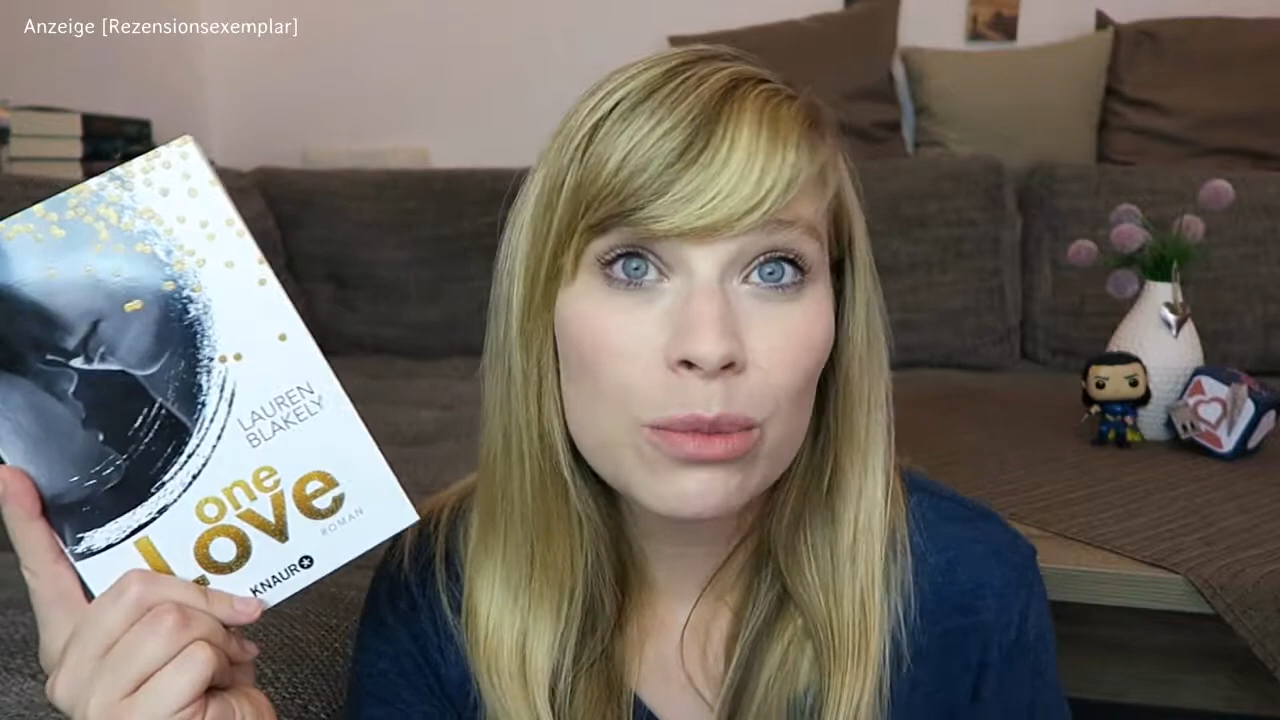 Anzeige [Rezensionsexemplar]
LAUREN
BLAKELY
one
Love
ROMAN
KNAUR